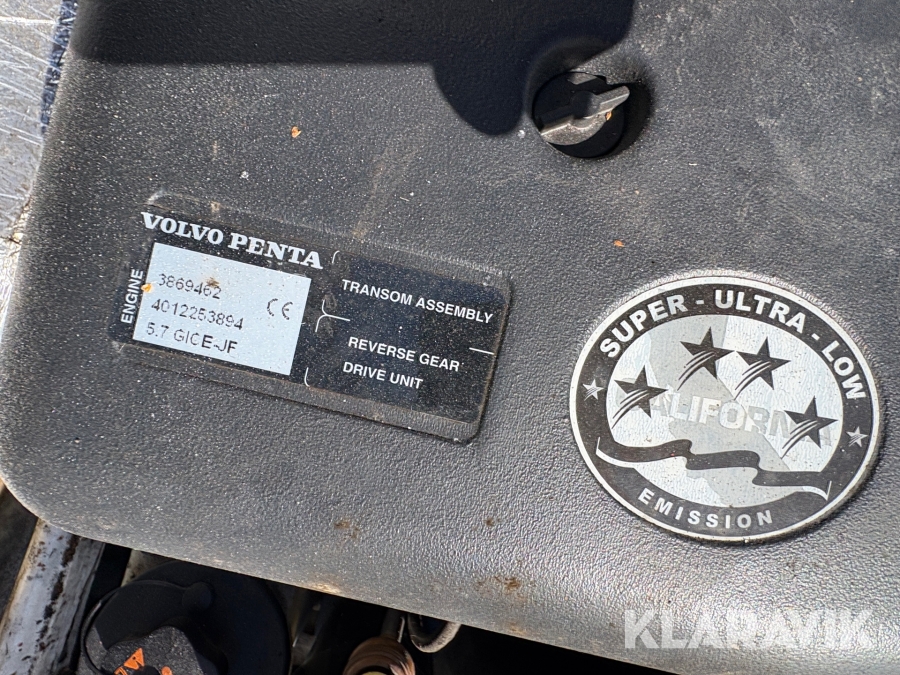 VOLVO PENTA
ENGINE
3869462
4012253894
5.7 GICE-JF
CE
TRANSOM ASSEMBLY
REVERSE GEAR
DRIVE UNIT
SUPER - ULTRA - LOW
EMISSION
KLARAVIK